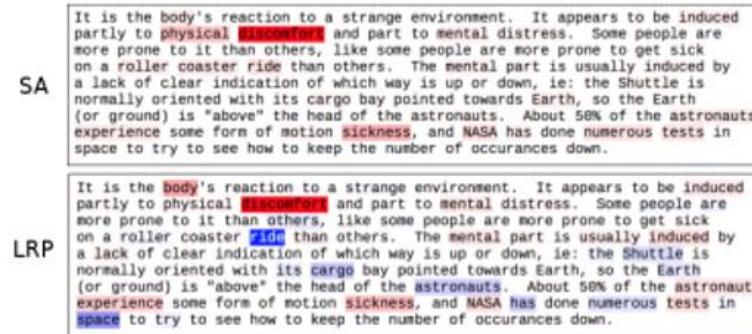 SA
It is the body's reaction to a strange environment.  It appears to be induced
partly to physical discomfort and part to mental distress.  Some people are
more prone to it than others, like some people are more prone to get sick
on a roller coaster ride than others.  The mental part is usually induced by
a lack of clear indication of which way is up or down, ie: the Shuttle is
normally oriented with its cargo bay pointed towards Earth, so the Earth
(or ground) is "above" the head of the astronauts.  About 50% of the astronauts
experience some form of motion sickness, and NASA has done numerous tests in
space to try to see how to keep the number of occurances down.
LRP
It is the body's reaction to a strange environment.  It appears to be induced
partly to physical discomfort and part to mental distress.  Some people are
more prone to it than others, like some people are more prone to get sick
on a roller coaster ride than others.  The mental part is usually induced by
a lack of clear indication of which way is up or down, ie: the Shuttle is
normally oriented with its cargo bay pointed towards Earth, so the Earth
(or ground) is "above" the head of the astronauts.  About 50% of the astronauts
experience some form of motion sickness, and NASA has done numerous tests in
space to try to see how to keep the number of occurances down.